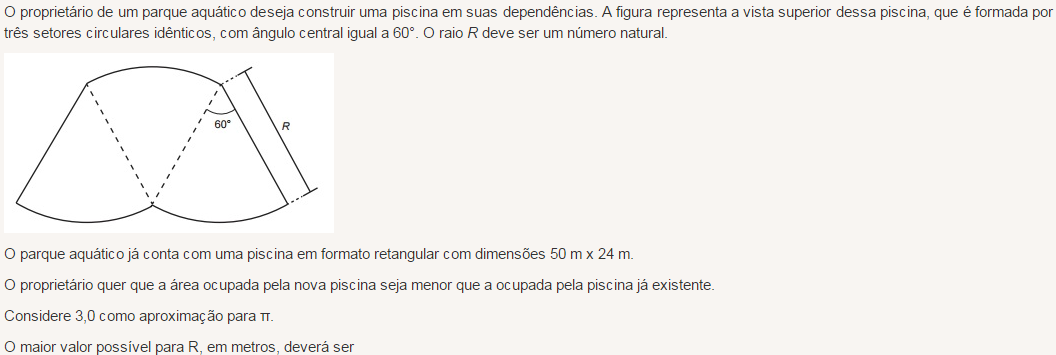 O proprietário de um parque aquático deseja construir uma piscina em suas dependências. A figura representa a vista superior dessa piscina, que é formada por
três setores circulares idênticos, com ângulo central igual a 60°. O raio R deve ser um número natural.
60°
R
O parque aquático já conta com uma piscina em formato retangular com dimensões 50 m x 24 m.
O proprietário quer que a área ocupada pela nova piscina seja menor que a ocupada pela piscina já existente.
Considere 3,0 como aproximação para π.
O maior valor possível para R, em metros, deverá ser